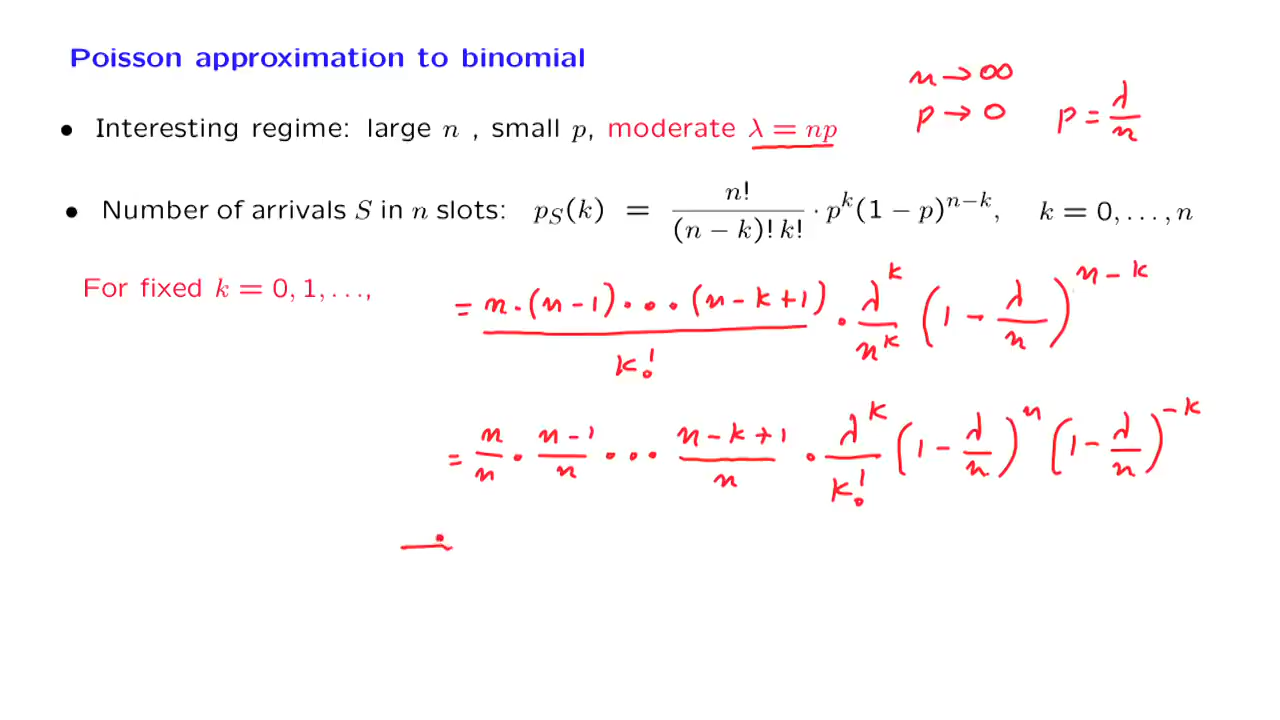 Poisson approximation to binomial
n → ∞
• Interesting regime: large n , small p, moderate λ = np
p → 0 p = λ/n
• Number of arrivals S in n slots: p_S(k) = n!/((n − k)! k!) · p^k(1 − p)^{n−k}, k = 0, . . . , n
For fixed k = 0, 1, . . .,
= n·(n−1)···(n−k+1)/k! · λ^k/n^k (1 − λ/n)^{n−k}
= n/n · (n−1)/n ··· (n−k+1)/n · λ^k/k! (1 − λ/n)^n (1 − λ/n)^{−k}